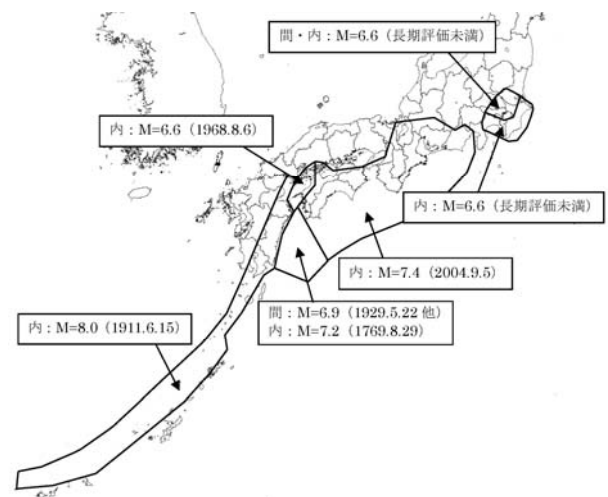 間・内：M=6.6（長期評価未満）
内：M=6.6（1968.8.6）
内：M=6.6（長期評価未満）
内：M=7.4（2004.9.5）
間：M=6.9（1929.5.22 他）
内：M=7.2（1769.8.29）
内：M=8.0（1911.6.15）